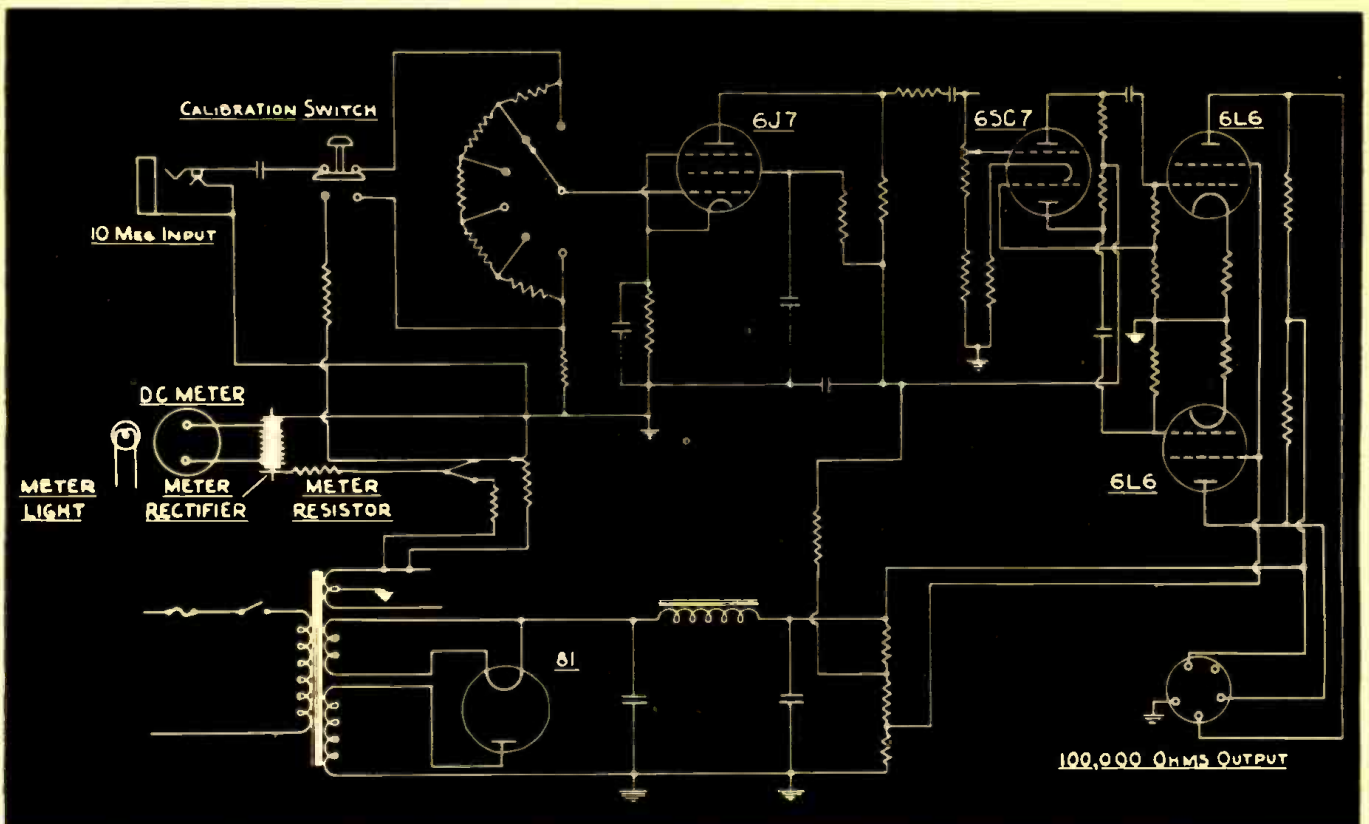 CALIBRATION SWITCH
10 MEG INPUT
6J7
6SC7
6L6
DC METER
METER
LIGHT
METER
RECTIFIER
METER
RESISTOR
6L6
81
100,000 OHMS OUTPUT